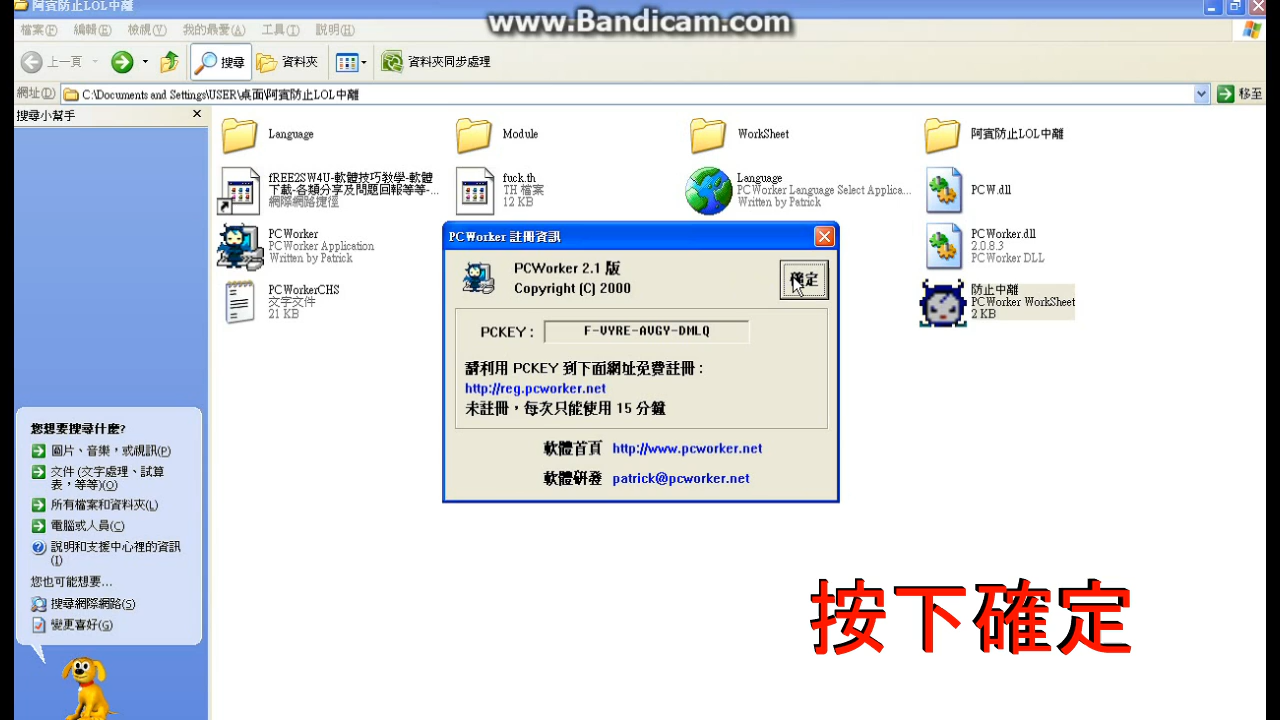 阿賓防止LOL中離
www.Bandicam.com
檔案(F) 編輯(E) 檢視(V) 我的最愛(A) 工具(T) 說明(H)
上一頁 搜尋 資料夾 資料夾同步處理
網址(D) C:\Documents and Settings\USER\桌面\阿賓防止LOL中離 移至
搜尋小幫手
Language
Module
WorkSheet
阿賓防止LOL中離
fREE2SW4U-軟體技巧教學-軟體
下載-各類分享及問題回報等等-...
網際網路捷徑
fuck.th
TH 檔案
12 KB
Language
PCWorker Language Select Applica...
Written by Patrick
PCW.dll
PCWorker
PCWorker Application
Written by Patrick
PCWorker.dll
2.0.8.3
PCWorker DLL
PCWorkerCHS
文字文件
21 KB
防止中離
PCWorker WorkSheet
2 KB
PCWorker 註冊資訊
PCWorker 2.1 版
Copyright (C) 2000
確定
PCKEY : F-VYRE-AVGY-DMLQ
請利用 PCKEY 到下面網址免費註冊 :
http://reg.pcworker.net
未註冊，每次只能使用 15 分鐘
軟體首頁 http://www.pcworker.net
軟體研發 patrick@pcworker.net
您想要搜尋什麼?
圖片、音樂，或視訊(P)
文件 (文字處理、試算
表，等等)(O)
所有檔案和資料夾(L)
電腦或人員(C)
說明和支援中心裡的資訊
(I)
您也可能想要...
搜尋網際網路(S)
變更喜好(G)
按下確定